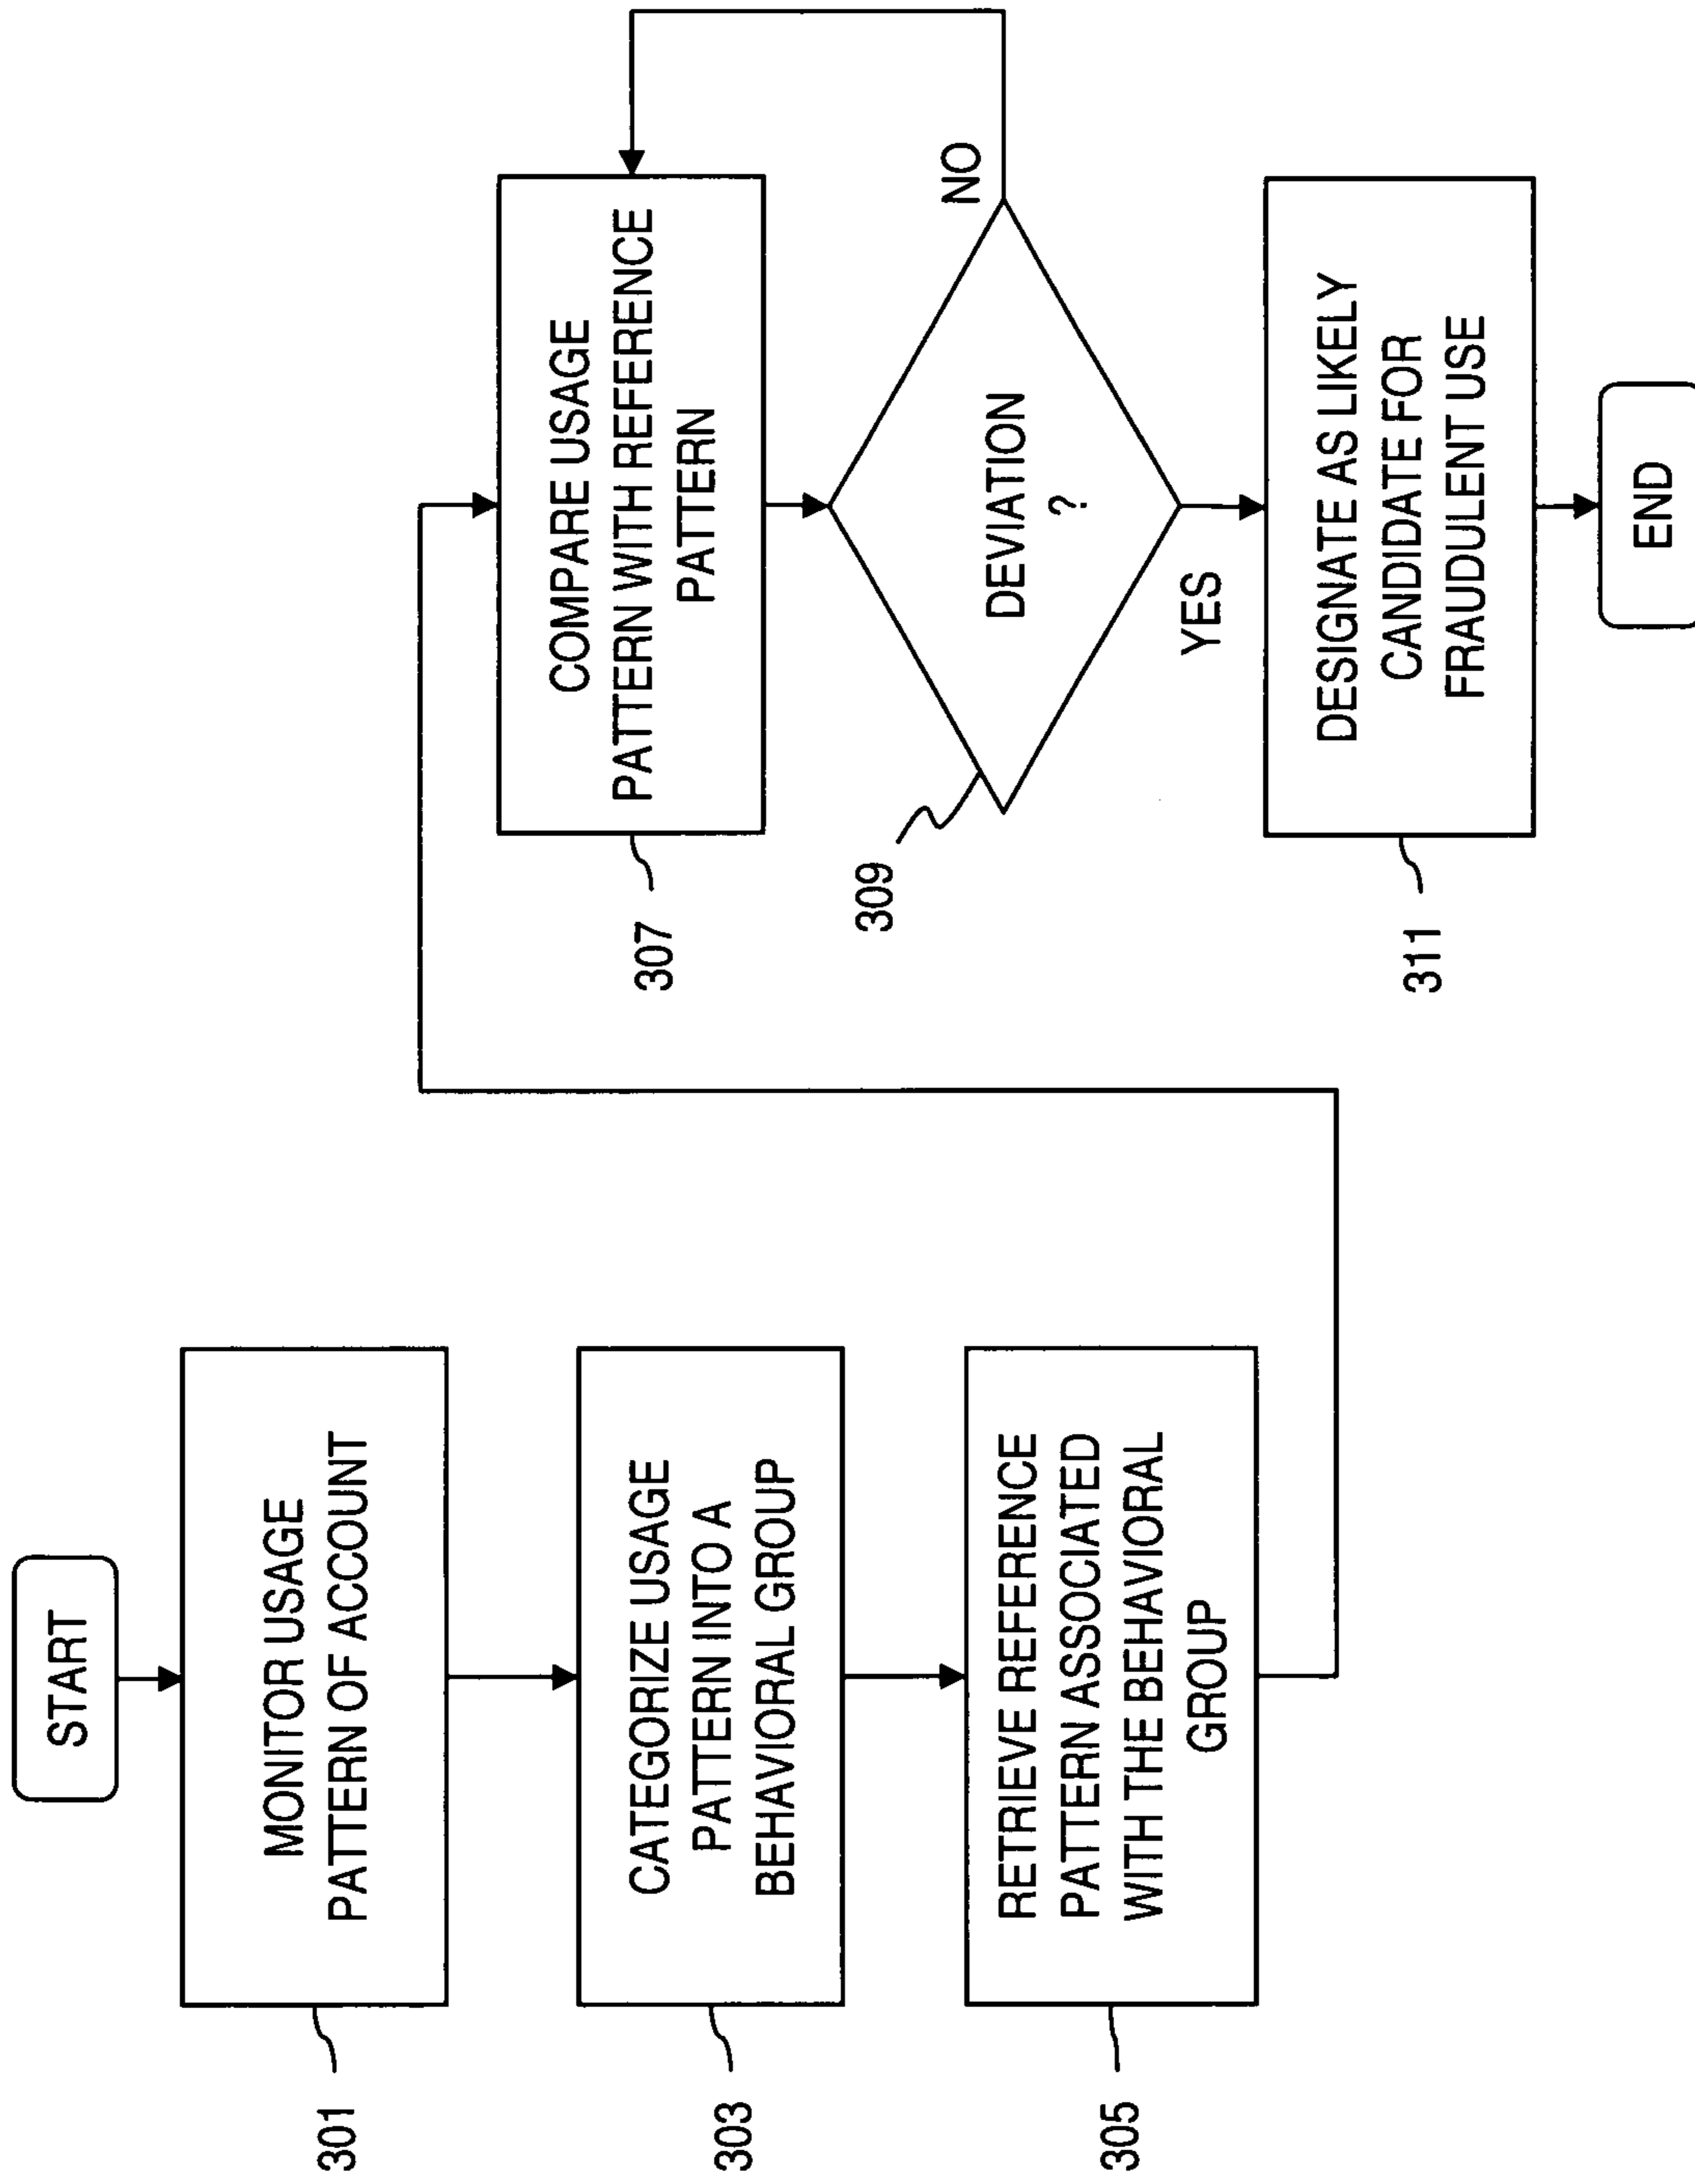 START
MONITOR USAGE
PATTERN OF ACCOUNT
301
CATEGORIZE USAGE
PATTERN INTO A
BEHAVIORAL GROUP
303
RETRIEVE REFERENCE
PATTERN ASSOCIATED
WITH THE BEHAVIORAL
GROUP
305
COMPARE USAGE
PATTERN WITH REFERENCE
PATTERN
307
DEVIATION
?
309
NO
YES
DESIGNATE AS LIKELY
CANDIDATE FOR
FRAUDULENT USE
311
END